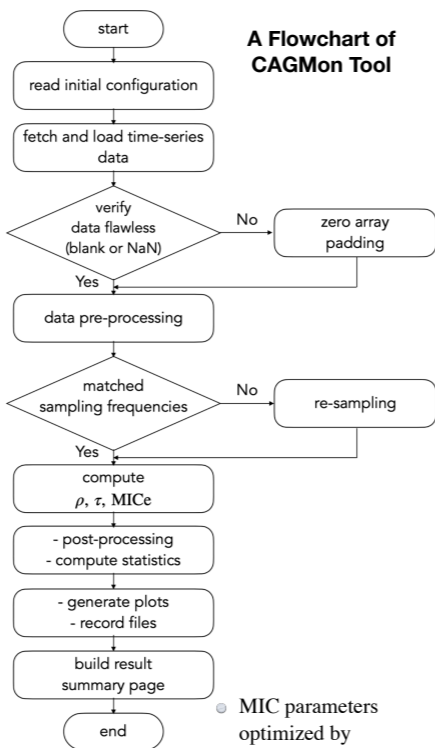 start
A Flowchart of
CAGMon Tool
read initial configuration
fetch and load time-series
data
verify
data flawless
(blank or NaN)
No
zero array
padding
Yes
data pre-processing
matched
sampling frequencies
No
re-sampling
Yes
compute
ρ, τ, MICe
- post-processing
- compute statistics
- generate plots
- record files
build result
summary page
MIC parameters
optimized by
end